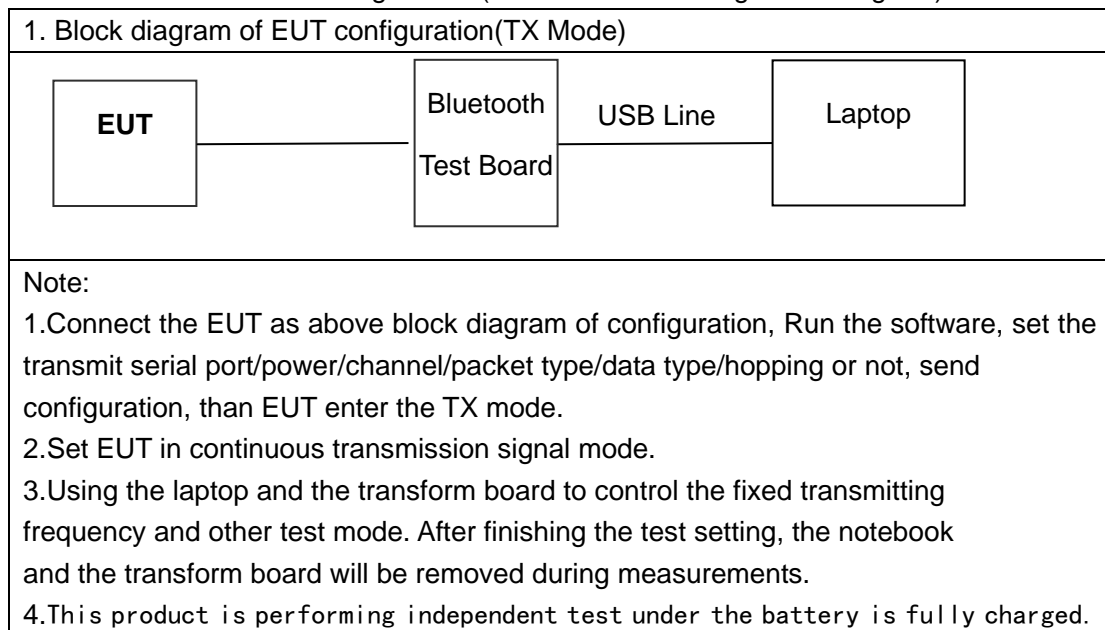 1. Block diagram of EUT configuration(TX Mode)
EUT
Bluetooth
Test Board
USB Line
Laptop
Note:
1.Connect the EUT as above block diagram of configuration, Run the software, set the
transmit serial port/power/channel/packet type/data type/hopping or not, send
configuration, than EUT enter the TX mode.
2.Set EUT in continuous transmission signal mode.
3.Using the laptop and the transform board to control the fixed transmitting
frequency and other test mode. After finishing the test setting, the notebook
and the transform board will be removed during measurements.
4.This product is performing independent test under the battery is fully charged.